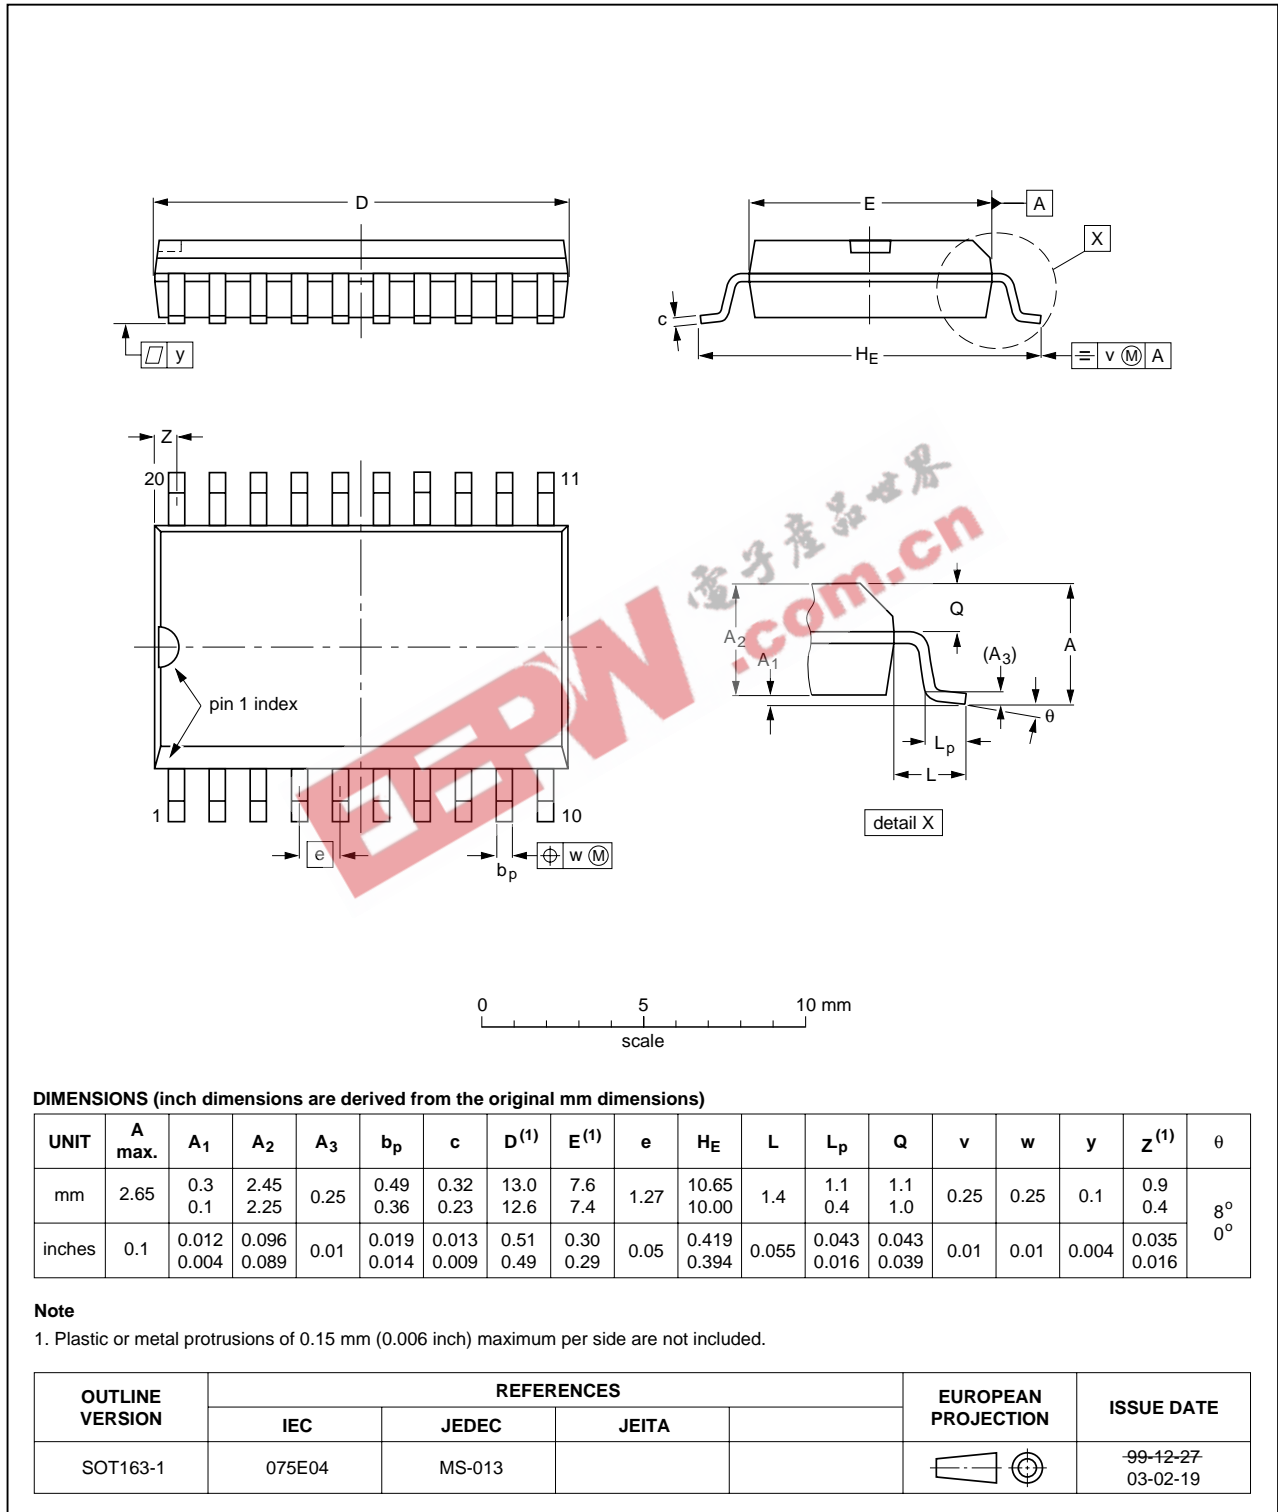 D
E
A
X
c
y
HE
v M A
Z
20
11
電子產品世界
.com.cn
EEPW
Q
A2
A1
(A3)
A
pin 1 index
θ
Lp
L
1
10
detail X
e
bp
w M
0 5 10 mm
scale
DIMENSIONS (inch dimensions are derived from the original mm dimensions)
UNIT A max. A1 A2 A3 bp c D(1) E(1) e HE L Lp Q v w y Z(1) θ
mm 2.65 0.3 0.1 2.45 2.25 0.25 0.49 0.36 0.32 0.23 13.0 12.6 7.6 7.4 1.27 10.65 10.00 1.4 1.1 0.4 1.1 1.0 0.25 0.25 0.1 0.9 0.4 8° 0°
inches 0.1 0.012 0.004 0.096 0.089 0.01 0.019 0.014 0.013 0.009 0.51 0.49 0.30 0.29 0.05 0.419 0.394 0.055 0.043 0.016 0.043 0.039 0.01 0.01 0.004 0.035 0.016
Note
1. Plastic or metal protrusions of 0.15 mm (0.006 inch) maximum per side are not included.
OUTLINE VERSION REFERENCES EUROPEAN PROJECTION ISSUE DATE
IEC JEDEC JEITA
SOT163-1 075E04 MS-013 99-12-27
03-02-19